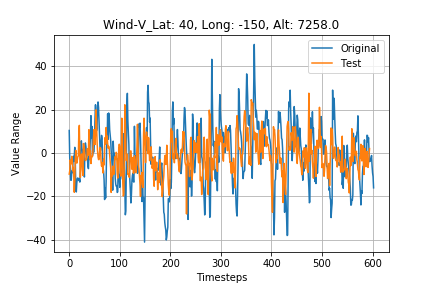 Wind-V_Lat: 40, Long: -150, Alt: 7258.0
Original
Test
Value Range
40
20
0
−20
−40
0 100 200 300 400 500 600
Timesteps